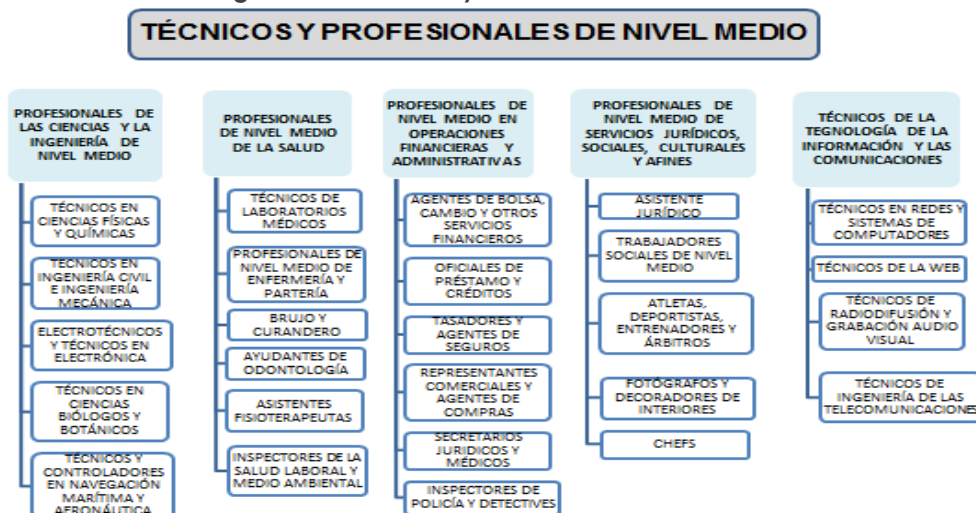 TÉCNICOS Y PROFESIONALES DE NIVEL MEDIO
PROFESIONALES DE
LAS CIENCIAS Y LA
INGENIERÍA DE
NIVEL MEDIO
TÉCNICOS EN
CIENCIAS FÍSICAS
Y QUÍMICAS
TECNICOS EN
INGENIERÍA CIVIL
E INGENIERÍA
MECÁNICA
ELECTROTÉCNICOS
Y TÉCNICOS EN
ELECTRÓNICA
TÉCNICOS EN
CIENCIAS
BIÓLOGOS Y
BOTÁNICOS
TÉCNICOS Y
CONTROLADORES
EN NAVEGACIÓN
MARÍTIMA Y
AERONÁUTICA
PROFESIONALES
DE NIVEL MEDIO
DE LA SALUD
TÉCNICOS DE
LABORATORIOS
MÉDICOS
PROFESIONALES DE
NIVEL MEDIO DE
ENFERMERÍA Y
PARTERÍA
BRUJO Y
CURANDERO
AYUDANTES DE
ODONTOLOGÍA
ASISTENTES
FISIOTERAPEUTAS
INSPECTORES DE LA
SALUD LABORAL Y
MEDIO AMBIENTAL
PROFESIONALES DE
NIVEL MEDIO EN
OPERACIONES
FINANCIERAS Y
ADMINISTRATIVAS
AGENTES DE BOLSA,
CAMBIO Y OTROS
SERVICIOS
FINANCIEROS
OFICIALES DE
PRÉSTAMO Y
CRÉDITOS
TASADORES Y
AGENTES DE
SEGUROS
REPRESENTANTES
COMERCIALES Y
AGENTES DE
COMPRAS
SECRETARIOS
JURIDICOS Y
MÉDICOS
INSPECTORES DE
POLICÍA Y DETECTIVES
PROFESIONALES DE
NIVEL MEDIO DE
SERVICIOS JURÍDICOS,
SOCIALES, CULTURALES
Y AFINES
ASISTENTE
JURÍDICO
TRABAJADORES
SOCIALES DE NIVEL
MEDIO
ATLETAS,
DEPORTISTAS,
ENTRENADORES Y
ÁRBITROS
FOTÓGRAFOS Y
DECORADORES DE
INTERIORES
CHEFS
TÉCNICOS DE LA
TEGNOLOGÍA DE LA
INFORMACIÓN Y LAS
COMUNICACIONES
TÉCNICOS EN REDES Y
SISTEMAS DE
COMPUTADORES
TÉCNICOS DE LA WEB
TÉCNICOS DE
RADIODIFUSIÓN Y
GRABACIÓN AUDIO
VISUAL
TÉCNICOS DE
INGENIERÍA DE LAS
TELECOMUNICACIONE